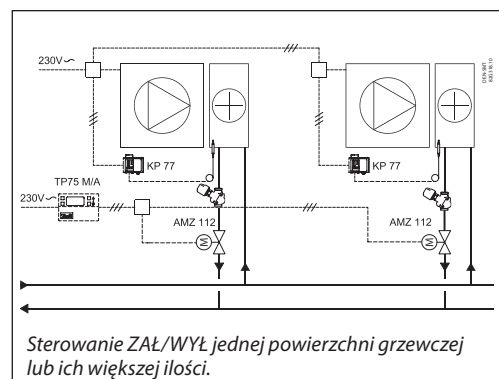 230V~
KP 77
KP 77
TP75 M/A
230V~
AMZ 112
AMZ 112
M
M
Sterowanie ZAŁ/WYŁ jednej powierzchni grzewczej
lub ich większej ilości.